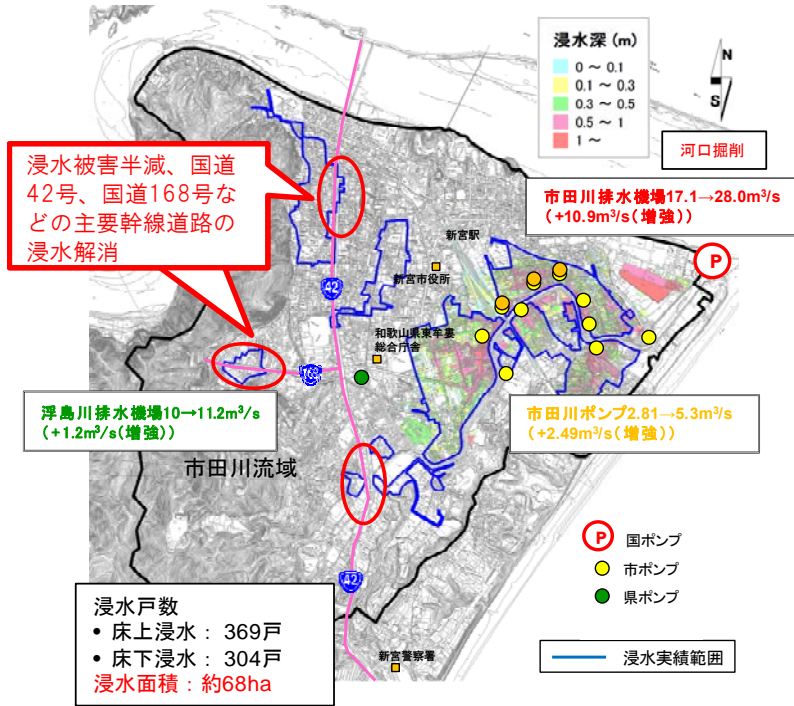 浸水深 (m)
0 ~ 0.1
0.1 ~ 0.3
0.3 ~ 0.5
0.5 ~ 1
1 ~
N
S
河口掘削
浸水被害半減、国道
42号、国道168号な
どの主要幹線道路の
浸水解消
市田川排水機場17.1→28.0m³/s
(+10.9m³/s(増強))
P
新宮駅
新宮市役所
42
和歌山県東牟婁
総合庁舎
168
浮島川排水機場10→11.2m³/s
(+1.2m³/s(増強))
市田川ポンプ2.81→5.3m³/s
(+2.49m³/s(増強))
市田川流域
P 国ポンプ
市ポンプ
県ポンプ
42
浸水戸数
• 床上浸水: 369戸
• 床下浸水: 304戸
浸水面積:約68ha
新宮警察署
浸水実績範囲